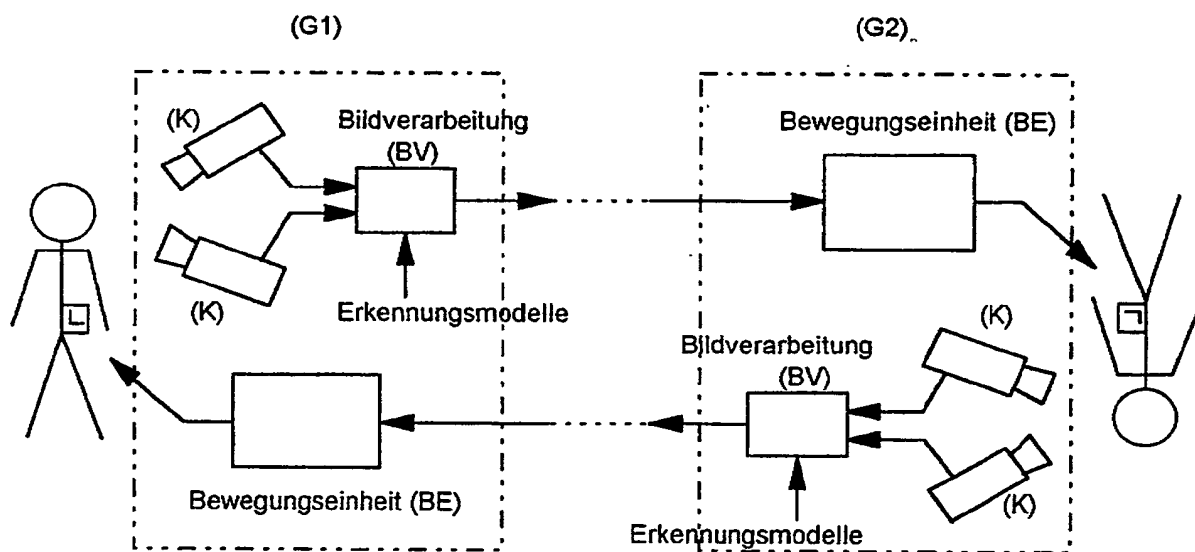 (G1)
(G2)
(K)
Bildverarbeitung
(BV)
Bewegungseinheit (BE)
(K)
Erkennungsmodelle
L
L
(K)
Bildverarbeitung
(BV)
Bewegungseinheit (BE)
(K)
Erkennungsmodelle